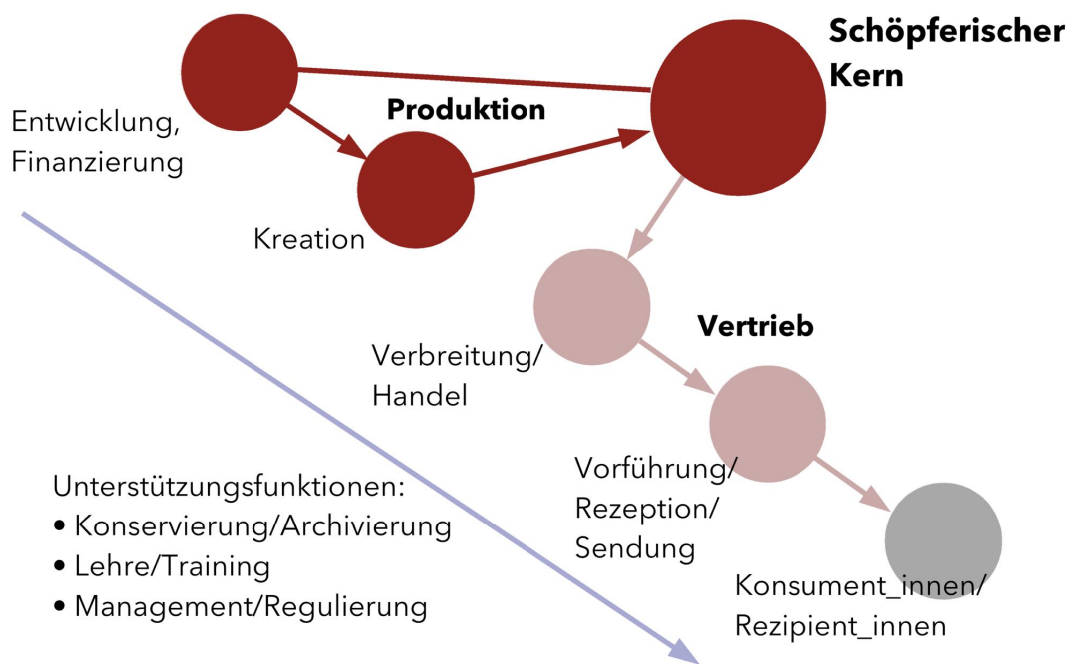 Schöpferischer
Kern
Produktion
Entwicklung,
Finanzierung
Kreation
Vertrieb
Verbreitung/
Handel
Vorführung/
Rezeption/
Sendung
Unterstützungsfunktionen:
• Konservierung/Archivierung
• Lehre/Training
• Management/Regulierung
Konsument_innen/
Rezipient_innen